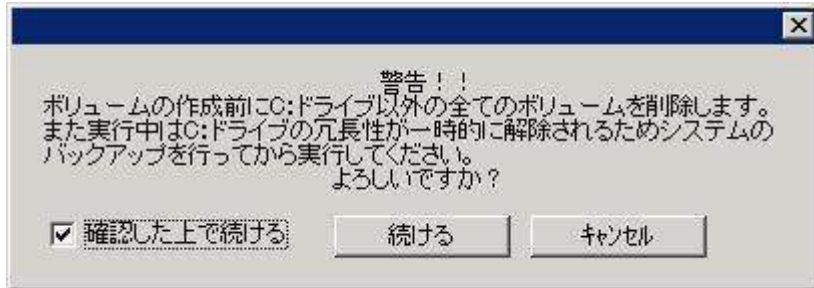 警告！！
ボリュームの作成前にC:ドライブ以外の全てのボリュームを削除します。
また実行中はC:ドライブの冗長性が一時的に解除されるためシステムの
バックアップを行ってから実行してください。
よろしいですか？
確認した上で続ける
続ける
キャンセル